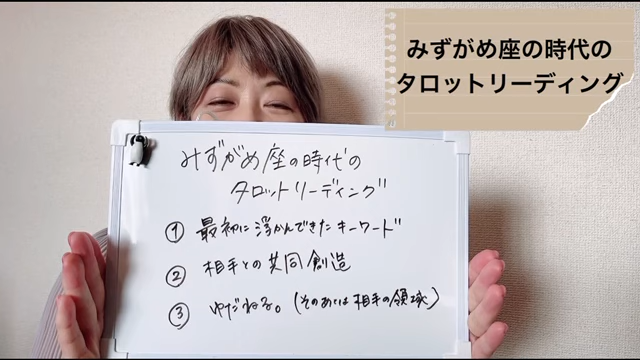 みずがめ座の時代の
タロットリーディング
みずがめ座の時代の
タロットリーディング
① 最初に浮かんできたキーワード
② 相手との共同創造
③ ゆだねる。(そのあとは相手の領域)